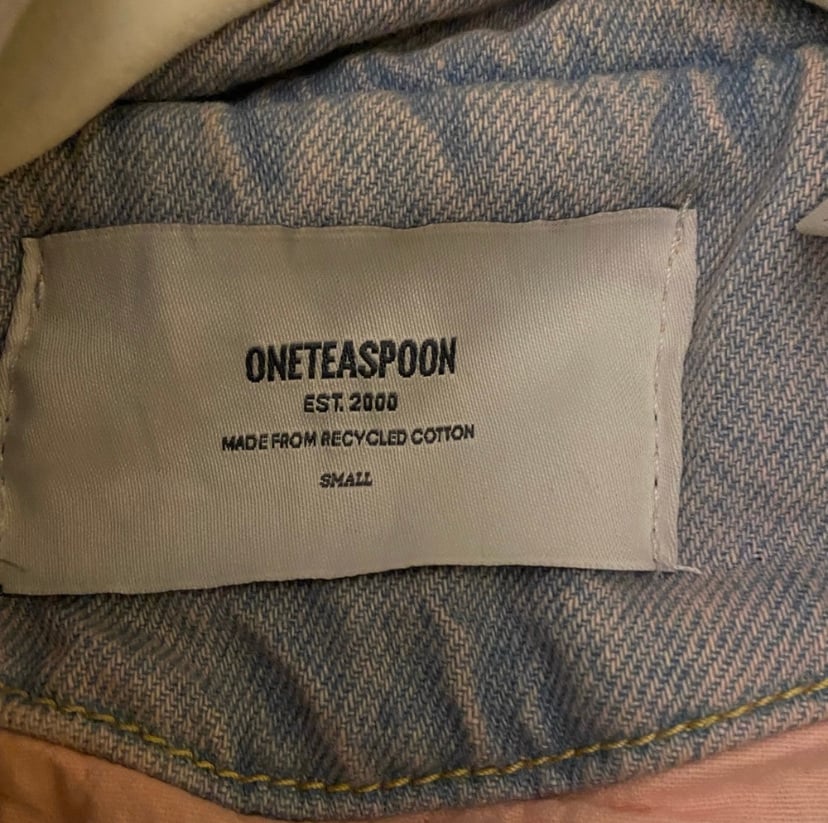 ONETEASPOON
EST. 2000
MADE FROM RECYCLED COTTON
SMALL